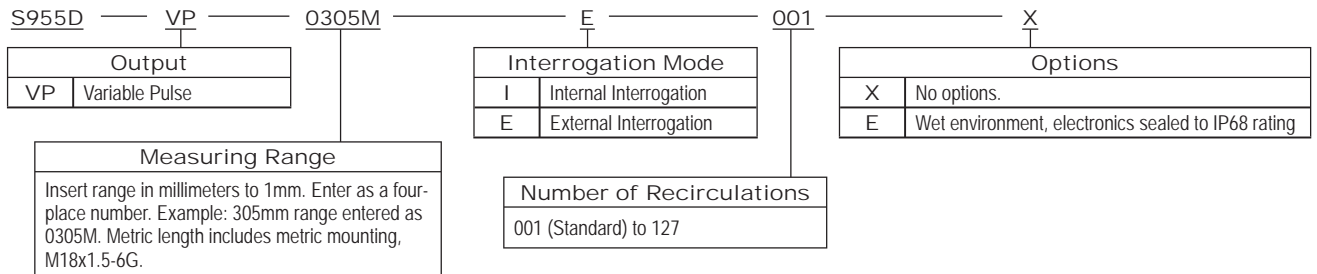 S955D VP 0305M E 001 X
Output
VP Variable Pulse
Interrogation Mode
I Internal Interrogation
E External Interrogation
Options
X No options.
E Wet environment, electronics sealed to IP68 rating
Measuring Range
Insert range in millimeters to 1mm. Enter as a four-
place number. Example: 305mm range entered as
0305M. Metric length includes metric mounting,
M18x1.5-6G.
Number of Recirculations
001 (Standard) to 127